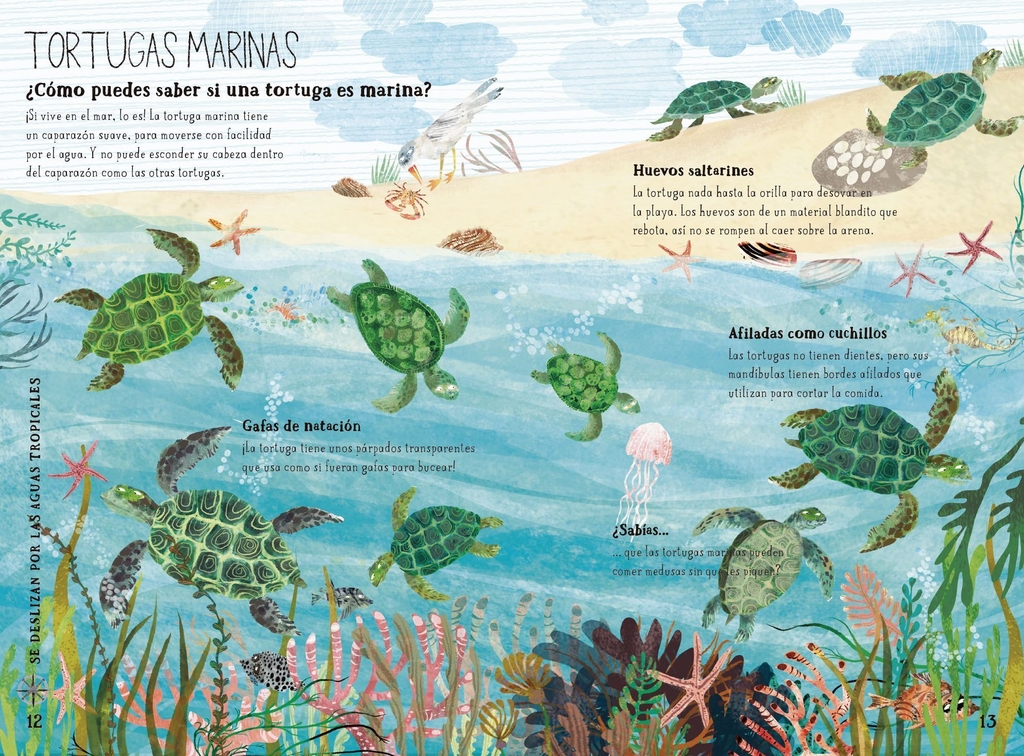 TORTUGAS MARINAS
¿Cómo puedes saber si una tortuga es marina?
¡Si vive en el mar, lo es! La tortuga marina tiene
un caparazón suave, para moverse con facilidad
por el agua. Y no puede esconder su cabeza dentro
del caparazón como las otras tortugas.
Huevos saltarines
La tortuga nada hasta la orilla para desovar en
la playa. Los huevos son de un material blandito que
rebota, así no se rompen al caer sobre la arena.
Afiladas como cuchillos
Las tortugas no tienen dientes, pero sus
mandíbulas tienen bordes afilados que
utilizan para cortar la comida.
Gafas de natación
¡La tortuga tiene unos párpados transparentes
que usa como si fueran gafas para bucear!
¿Sabías...
... que las tortugas marinas pueden
comer medusas sin que les piquen?
SE DESLIZAN POR LAS AGUAS TROPICALES
12
13